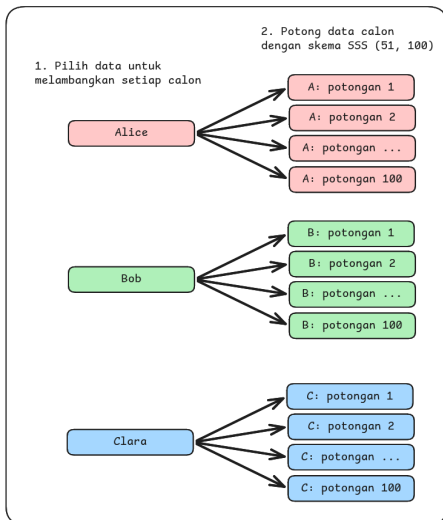 2. Potong data calon
dengan skema SSS (51, 100)
1. Pilih data untuk
melambangkan setiap calon
Alice
A: potongan 1
A: potongan 2
A: potongan ...
A: potongan 100
Bob
B: potongan 1
B: potongan 2
B: potongan ...
B: potongan 100
Clara
C: potongan 1
C: potongan 2
C: potongan ...
C: potongan 100